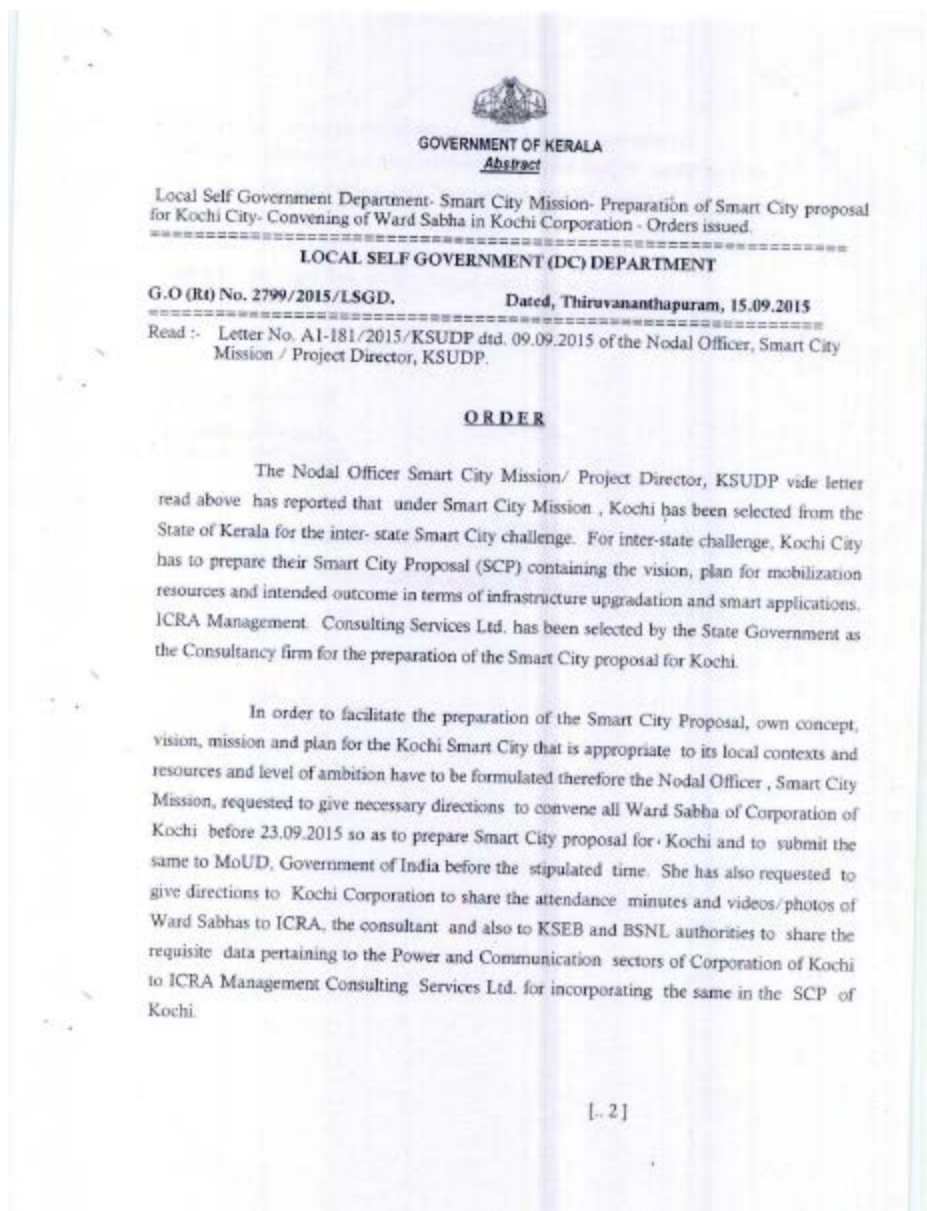 GOVERNMENT OF KERALA
Abstract
Local Self Government Department- Smart City Mission- Preparation of Smart City proposal
for Kochi City- Convening of Ward Sabha in Kochi Corporation - Orders issued.
LOCAL SELF GOVERNMENT (DC) DEPARTMENT
G.O (Rt) No. 2799/2015/LSGD. Dated, Thiruvananthapuram, 15.09.2015
Read :- Letter No. A1-181/2015/KSUDP dtd. 09.09.2015 of the Nodal Officer, Smart City
Mission / Project Director, KSUDP.
ORDER
The Nodal Officer Smart City Mission/ Project Director, KSUDP vide letter
read above has reported that under Smart City Mission , Kochi has been selected from the
State of Kerala for the inter- state Smart City challenge. For inter-state challenge, Kochi City
has to prepare their Smart City Proposal (SCP) containing the vision, plan for mobilization
resources and intended outcome in terms of infrastructure upgradation and smart applications.
ICRA Management Consulting Services Ltd. has been selected by the State Government as
the Consultancy firm for the preparation of the Smart City proposal for Kochi.
In order to facilitate the preparation of the Smart City Proposal, own concept,
vision, mission and plan for the Kochi Smart City that is appropriate to its local contexts and
resources and level of ambition have to be formulated therefore the Nodal Officer , Smart City
Mission, requested to give necessary directions to convene all Ward Sabha of Corporation of
Kochi before 23.09.2015 so as to prepare Smart City proposal for Kochi and to submit the
same to MoUD, Government of India before the stipulated time. She has also requested to
give directions to Kochi Corporation to share the attendance minutes and videos/photos of
Ward Sabhas to ICRA, the consultant and also to KSEB and BSNL authorities to share the
requisite data pertaining to the Power and Communication sectors of Corporation of Kochi
to ICRA Management Consulting Services Ltd. for incorporating the same in the SCP of
Kochi.
[.. 2]